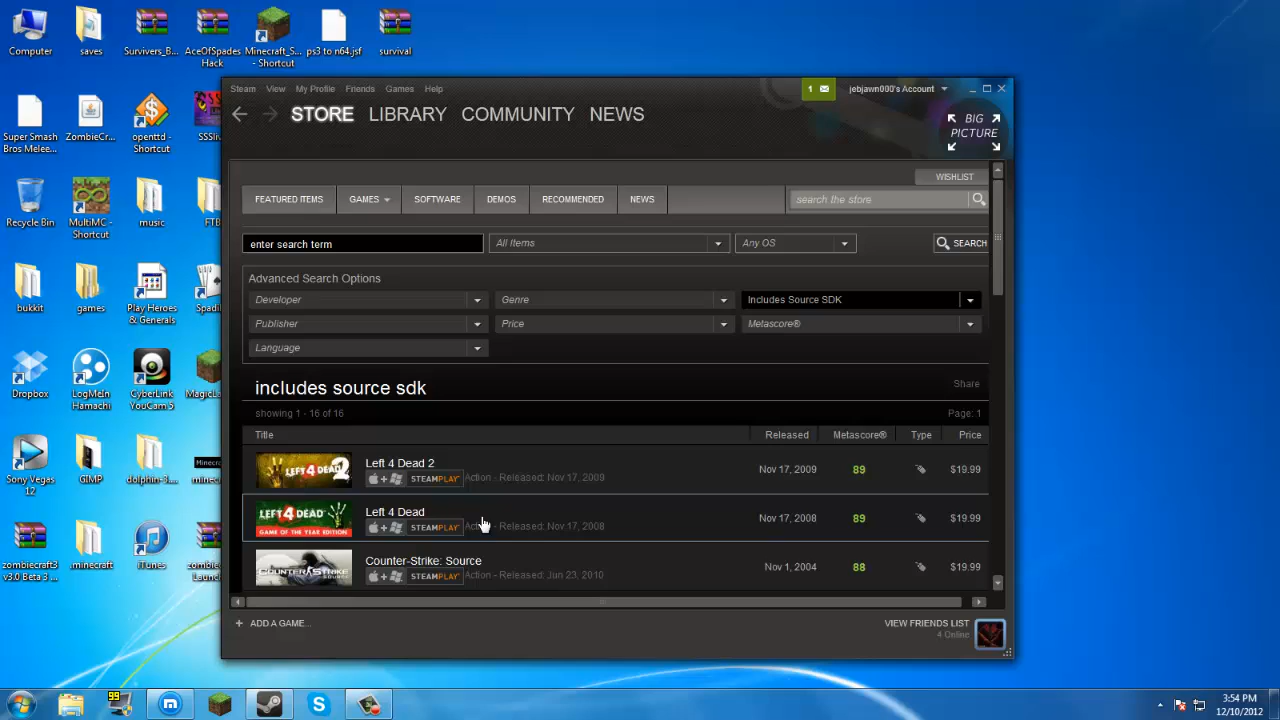 Computer
saves
Survivers_B...
AceOfSpades Hack
Minecraft_S... - Shortcut
ps3 to n64.jsf
survival
Super Smash Bros Melee...
ZombieCr...
openttd - Shortcut
Recycle Bin
MultiMC - Shortcut
music
FTB
bukkit
games
Play Heroes & Generals
Dropbox
LogMeIn Hamachi
CyberLink YouCam 5
Sony Vegas 12
GIMP
dolphin-3....
zombiecraft3 v3.0 Beta 3 ...
.minecraft
iTunes
Steam View My Profile Friends Games Help
1
jebjawn000's Account
STORE LIBRARY COMMUNITY NEWS
BIG PICTURE
WISHLIST
FEATURED ITEMS GAMES SOFTWARE DEMOS RECOMMENDED NEWS
search the store
enter search term
All Items
Any OS
SEARCH
Advanced Search Options
Developer Genre Includes Source SDK
Publisher Price Metascore®
Language
includes source sdk
Share
showing 1 - 16 of 16
Page: 1
Title Released Metascore® Type Price
LEFT 4 DEAD 2
Left 4 Dead 2
STEAMPLAY Action - Released: Nov 17, 2009
Nov 17, 2009 89 $19.99
LEFT 4 DEAD
GAME OF THE YEAR EDITION
Left 4 Dead
STEAMPLAY Action - Released: Nov 17, 2008
Nov 17, 2008 89 $19.99
COUNTER-STRIKE: SOURCE
Counter-Strike: Source
STEAMPLAY Action - Released: Jun 23, 2010
Nov 1, 2004 88 $19.99
+ ADD A GAME...
VIEW FRIENDS LIST
4 Online
99
3:54 PM
12/10/2012